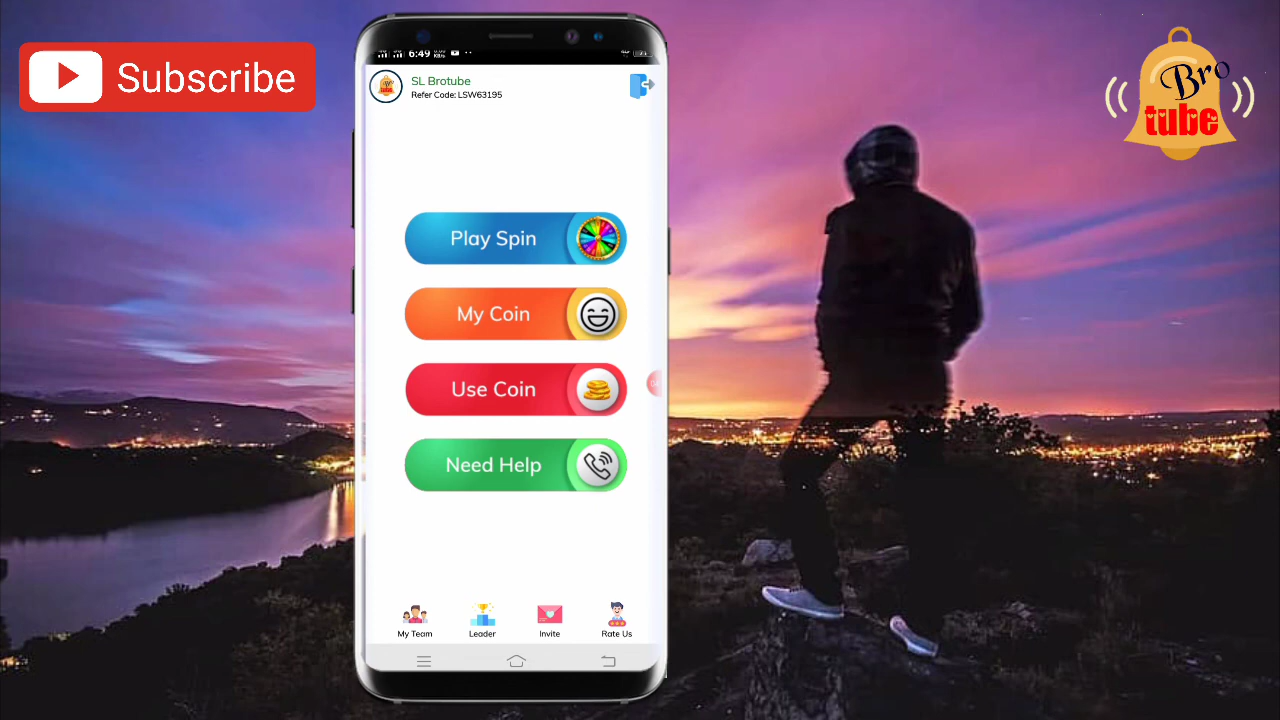 Subscribe
Bro
tube
6:49
SL Brotube
Refer Code: LSW63195
Play Spin
My Coin
Use Coin
Need Help
My Team
Leader
Invite
Rate Us